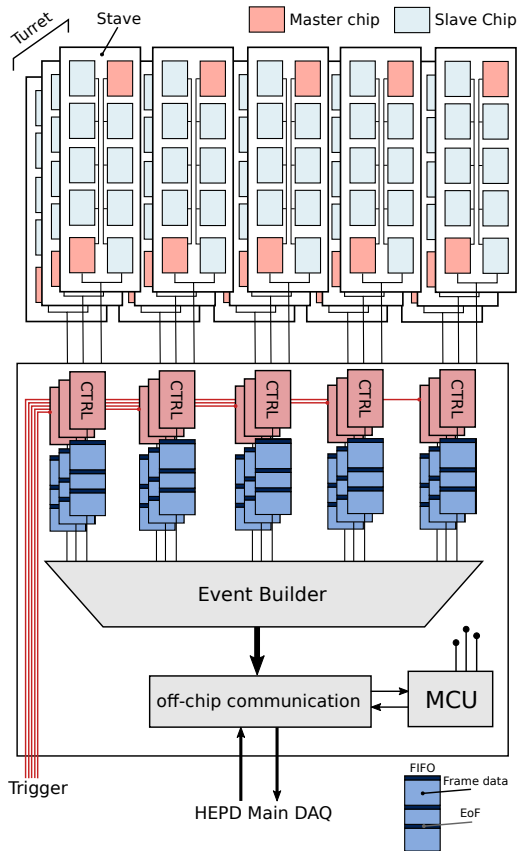 Turret
Stave
Master chip
Slave Chip
CTRL
CTRL
CTRL
CTRL
CTRL
Event Builder
off-chip communication
MCU
Trigger
HEPD Main DAQ
FIFO
Frame data
EoF